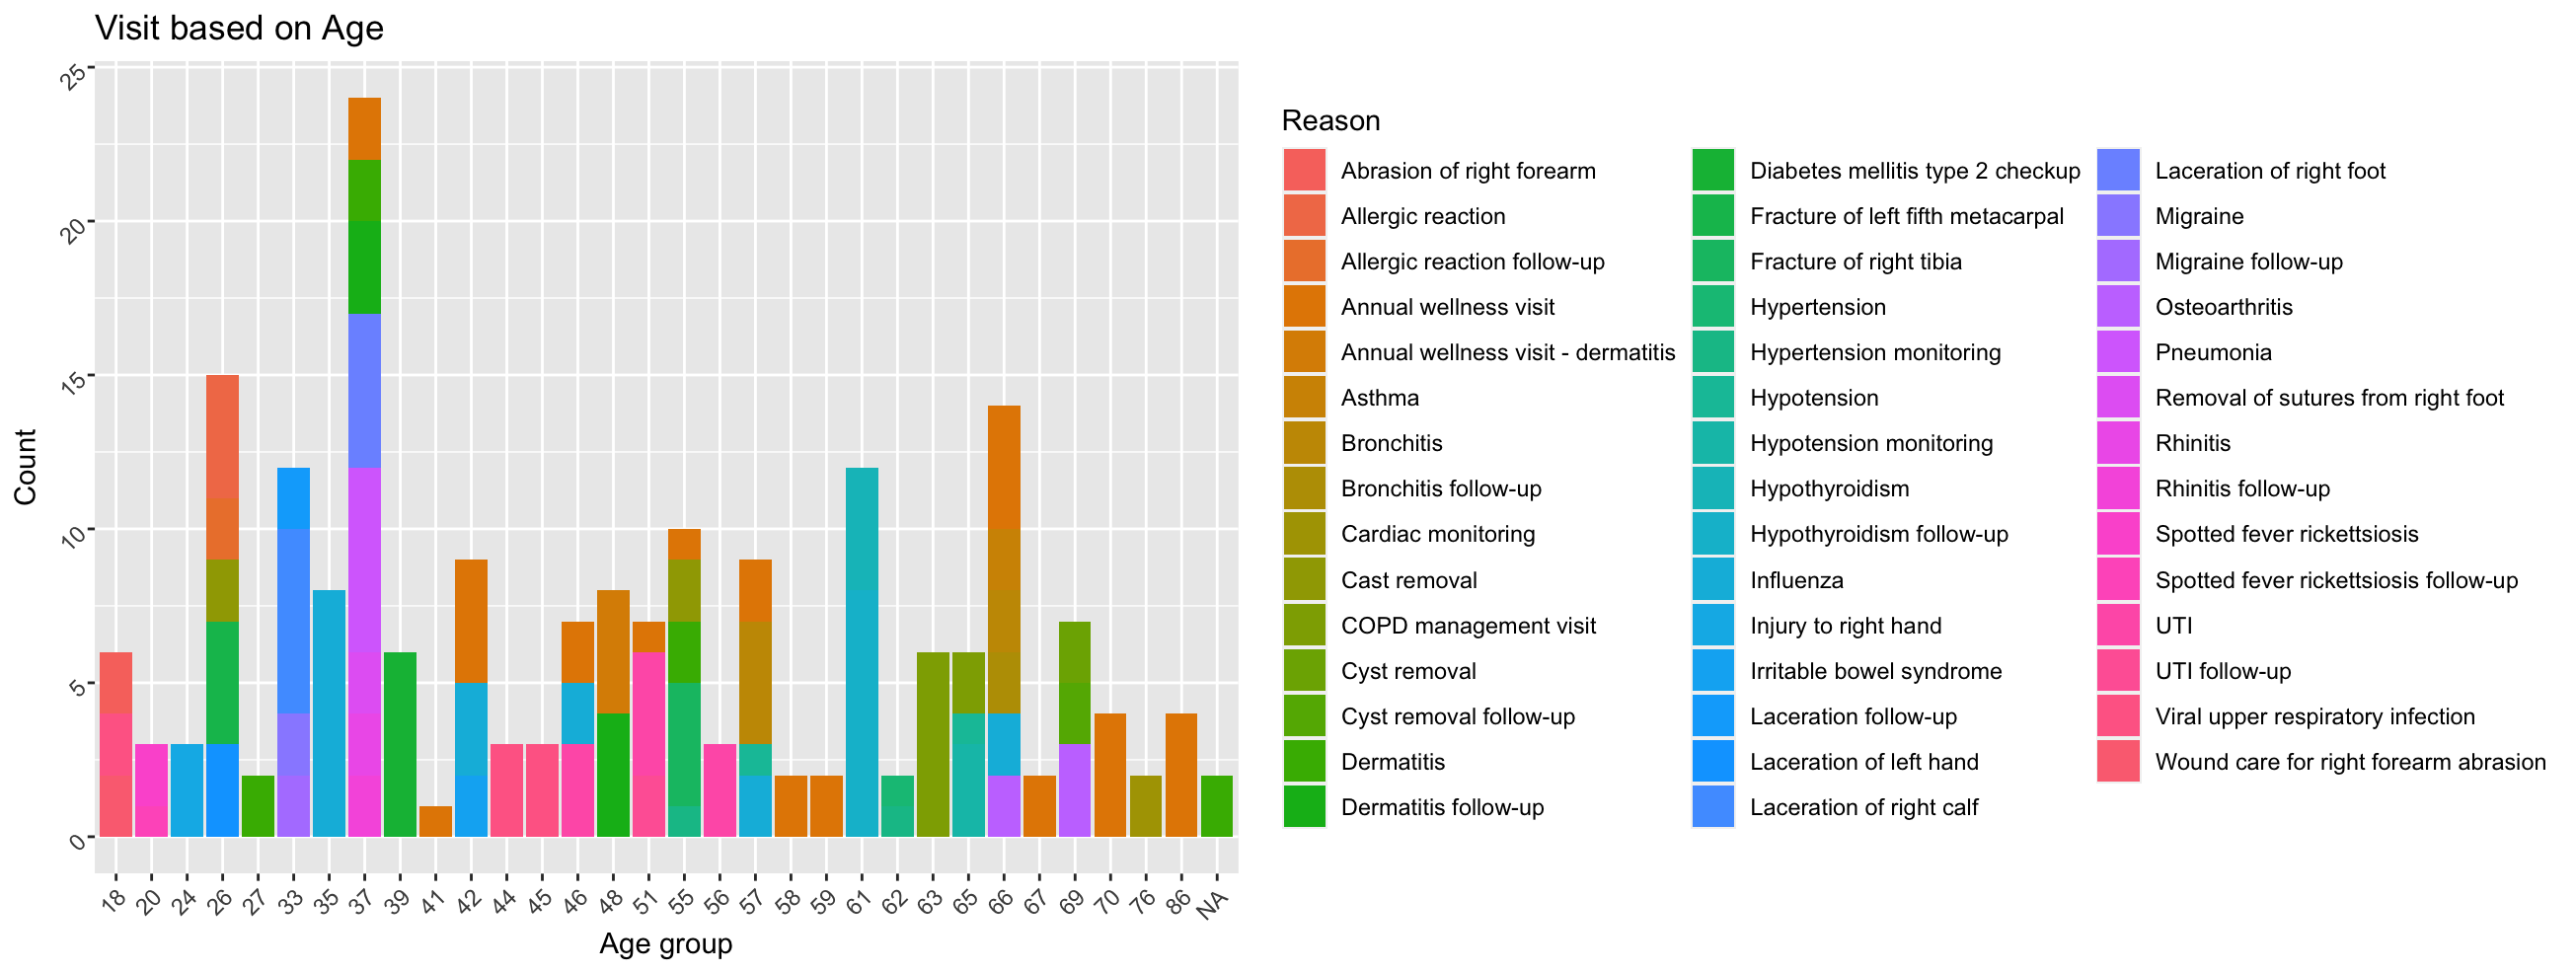 Visit based on Age
25
20
15
10
5
0
Count
18 20 24 26 27 33 35 37 39 41 42 44 45 46 48 51 55 56 57 58 59 61 62 63 65 66 67 69 70 76 86 NA
Age group
Reason
Abrasion of right forearm
Allergic reaction
Allergic reaction follow-up
Annual wellness visit
Annual wellness visit - dermatitis
Asthma
Bronchitis
Bronchitis follow-up
Cardiac monitoring
Cast removal
COPD management visit
Cyst removal
Cyst removal follow-up
Dermatitis
Dermatitis follow-up
Diabetes mellitis type 2 checkup
Fracture of left fifth metacarpal
Fracture of right tibia
Hypertension
Hypertension monitoring
Hypotension
Hypotension monitoring
Hypothyroidism
Hypothyroidism follow-up
Influenza
Injury to right hand
Irritable bowel syndrome
Laceration follow-up
Laceration of left hand
Laceration of right calf
Laceration of right foot
Migraine
Migraine follow-up
Osteoarthritis
Pneumonia
Removal of sutures from right foot
Rhinitis
Rhinitis follow-up
Spotted fever rickettsiosis
Spotted fever rickettsiosis follow-up
UTI
UTI follow-up
Viral upper respiratory infection
Wound care for right forearm abrasion